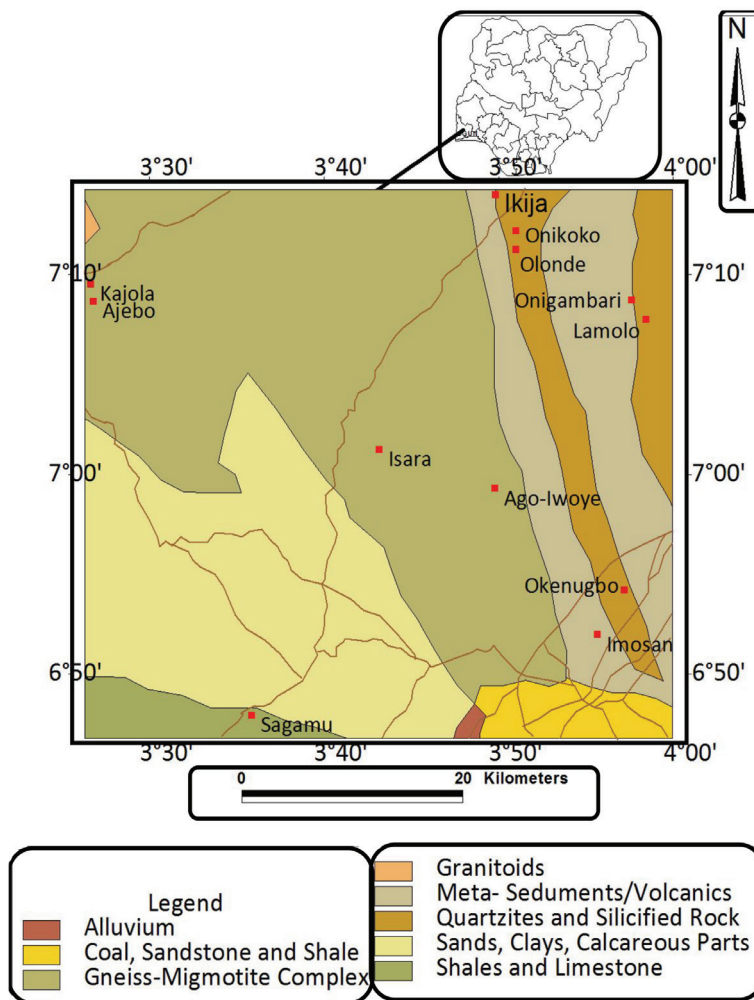 N
3°30' 3°40' 3°50' 4°00'
Ikija
Onikoko
7°10' Olonde 7°10'
Kajola
Onigambari
Ajebo
Lamolo
Isara
7°00' 7°00'
Ago-Iwoye
Okenugbo
Imosan
6°50' 6°50'
Sagamu
3°30' 3°40' 3°50' 4°00'
0 20 Kilometers
Legend
Alluvium
Coal, Sandstone and Shale
Gneiss-Migmotite Complex
Granitoids
Meta- Seduments/Volcanics
Quartzites and Silicified Rock
Sands, Clays, Calcareous Parts
Shales and Limestone